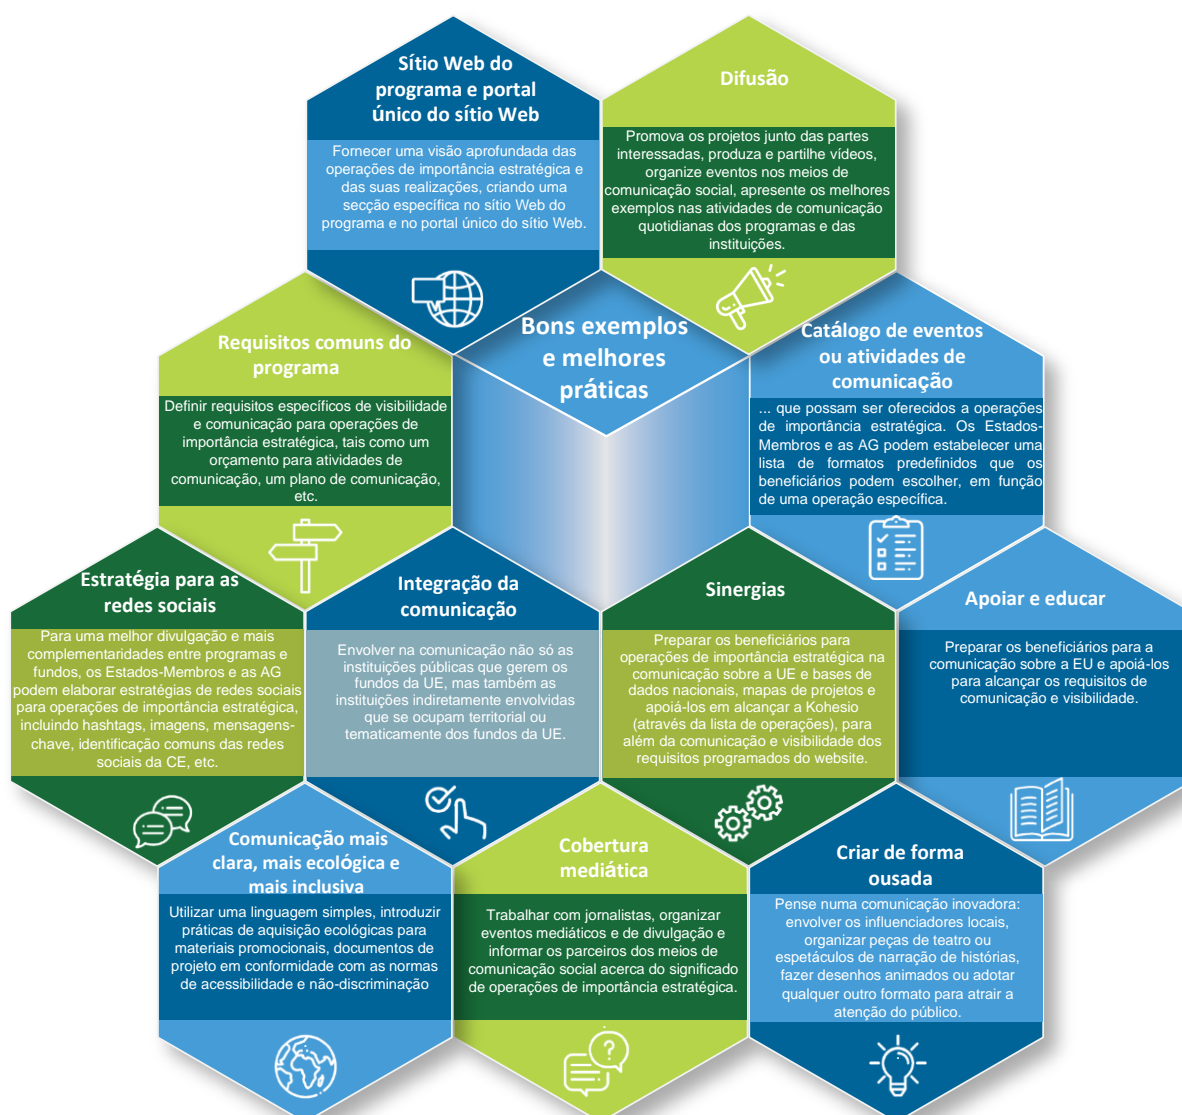 Sítio Web do
programa e portal
único do sítio Web
Fornecer uma visão aprofundada das
operações de importância estratégica e
das suas realizações, criando uma
secção específica no sítio Web do
programa e no portal único do sítio Web.
Difusão
Promova os projetos junto das partes
interessadas, produza e partilhe vídeos,
organize eventos nos meios de
comunicação social, apresente os melhores
exemplos nas atividades de comunicação
quotidianas dos programas e das
instituições.
Bons exemplos
e melhores
práticas
Requisitos comuns do
programa
Definir requisitos específicos de visibilidade
e comunicação para operações de
importância estratégica, tais como um
orçamento para atividades de
comunicação, um plano de comunicação,
etc.
Catálogo de eventos
ou atividades de
comunicação
... que possam ser oferecidos a operações
de importância estratégica. Os Estados-
Membros e as AG podem estabelecer uma
lista de formatos predefinidos que os
beneficiários podem escolher, em função
de uma operação específica.
Estratégia para as
redes sociais
Para uma melhor divulgação e mais
complementaridades entre programas e
fundos, os Estados-Membros e as AG
podem elaborar estratégias de redes sociais
para operações de importância estratégica,
incluindo hashtags, imagens, mensagens-
chave, identificação comuns das redes
sociais da CE, etc.
Integração da
comunicação
Envolver na comunicação não só as
instituições públicas que gerem os
fundos da UE, mas também as
instituições indiretamente envolvidas
que se ocupam territorial ou
tematicamente dos fundos da UE.
Sinergias
Preparar os beneficiários para
operações de importância estratégica na
comunicação sobre a UE e bases de
dados nacionais, mapas de projetos e
apoiá-los em alcançar a Kohesio
(através da lista de operações), para
além da comunicação e visibilidade dos
requisitos programados do website.
Apoiar e educar
Preparar os beneficiários para a
comunicação sobre a EU e apoiá-los
para alcançar os requisitos de
comunicação e visibilidade.
Comunicação mais
clara, mais ecológica e
mais inclusiva
Utilizar uma linguagem simples, introduzir
práticas de aquisição ecológicas para
materiais promocionais, documentos de
projeto em conformidade com as normas
de acessibilidade e não-discriminação
Cobertura
mediática
Trabalhar com jornalistas, organizar
eventos mediáticos e de divulgação e
informar os parceiros dos meios de
comunicação social acerca do significado
de operações de importância estratégica.
Criar de forma
ousada
Pense numa comunicação inovadora:
envolver os influenciadores locais,
organizar peças de teatro ou
espetáculos de narração de histórias,
fazer desenhos animados ou adotar
qualquer outro formato para atrair a
atenção do público.